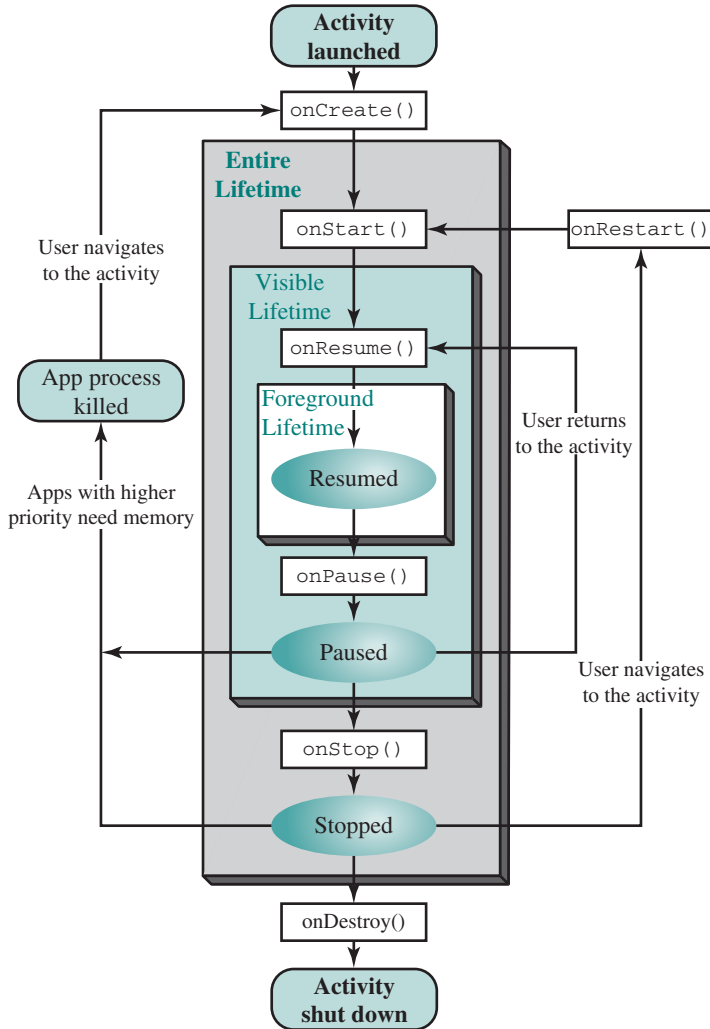 Activity
launched
onCreate()
Entire
Lifetime
onStart()
onRestart()
User navigates
to the activity
Visible
Lifetime
onResume()
App process
killed
Foreground
Lifetime
User returns
to the activity
Resumed
Apps with higher
priority need memory
onPause()
Paused
User navigates
to the activity
onStop()
Stopped
onDestroy()
Activity
shut down